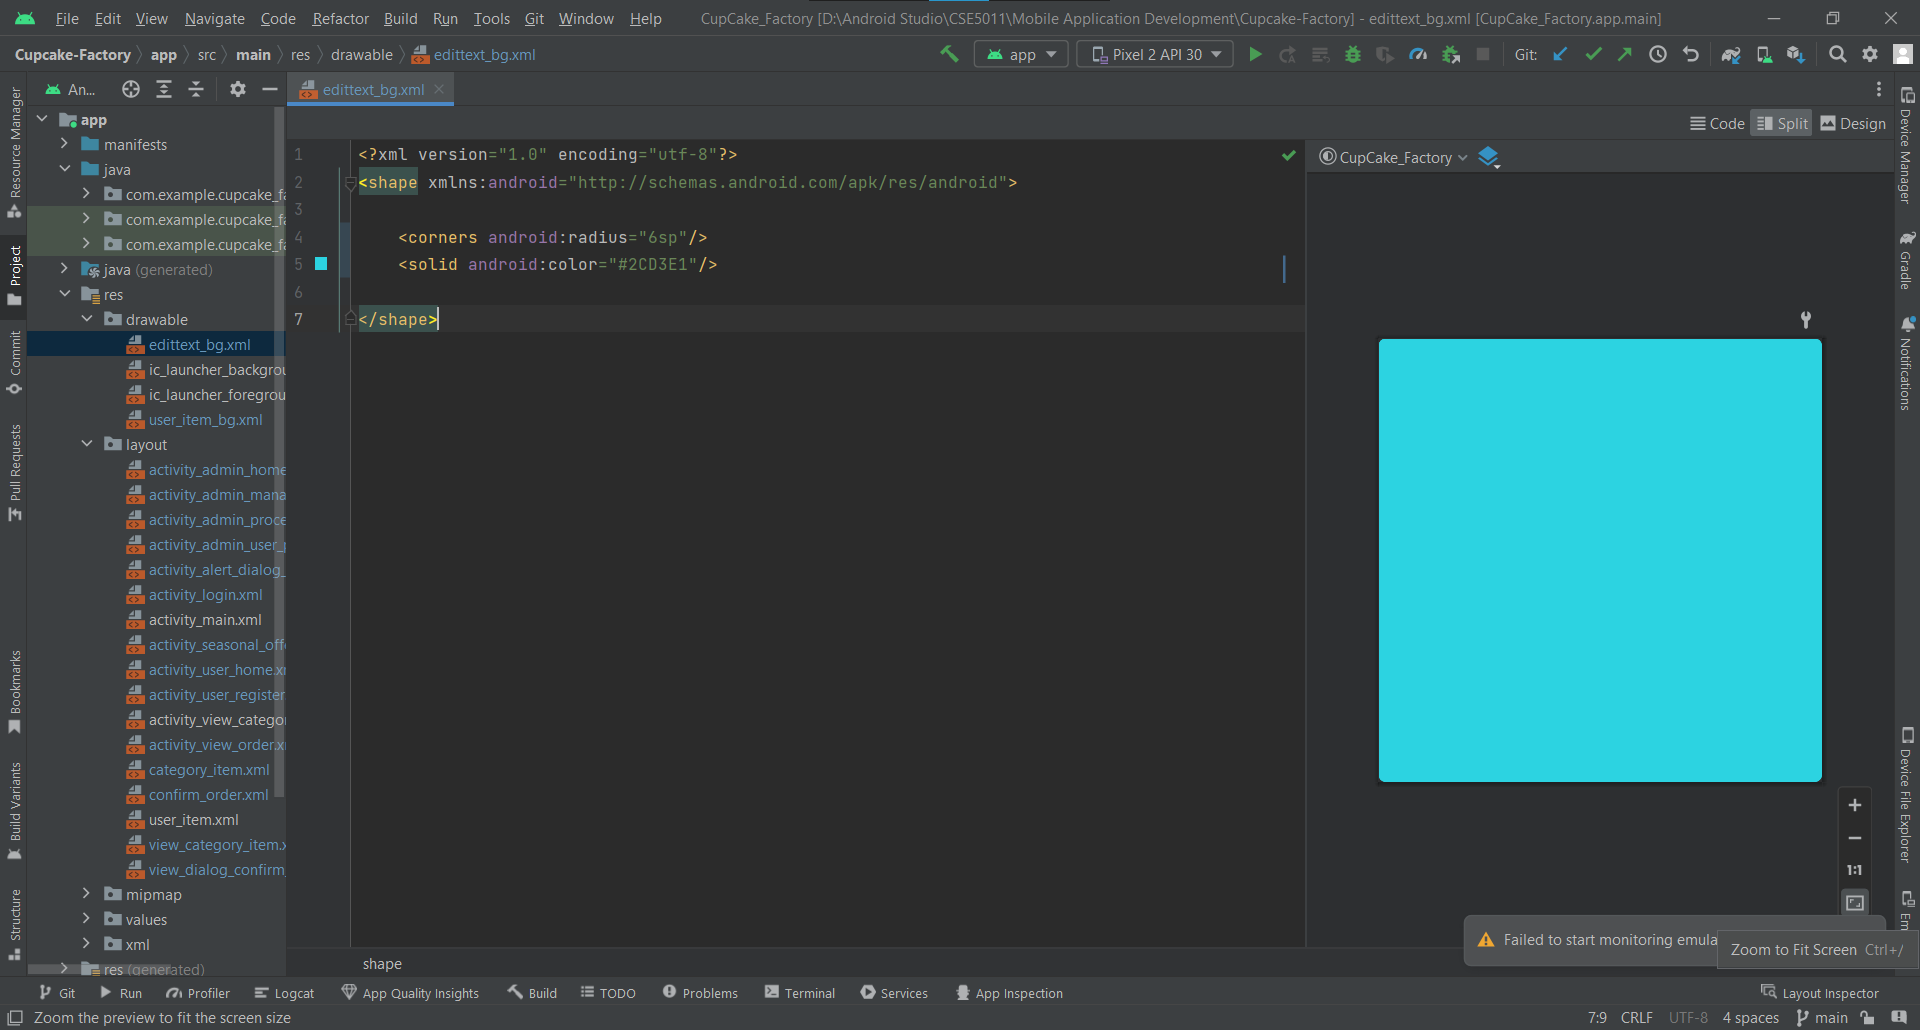 File Edit View Navigate Code Refactor Build Run Tools Git Window Help CupCake_Factory [D:\Android Studio\CSE5011\Mobile Application Development\Cupcake-Factory] - edittext_bg.xml [CupCake_Factory.app.main]
Cupcake-Factory app src main res drawable edittext_bg.xml app Pixel 2 API 30 Git:
An... edittext_bg.xml
Code Split Design
CupCake_Factory
Resource Manager
Project
Commit
Pull Requests
Bookmarks
Build Variants
Structure
app
manifests
java
com.example.cupcake_fa
com.example.cupcake_fa
com.example.cupcake_fa
java (generated)
res
drawable
edittext_bg.xml
ic_launcher_backgrou
ic_launcher_foregrou
user_item_bg.xml
layout
activity_admin_home
activity_admin_mana
activity_admin_proce
activity_admin_user_p
activity_alert_dialog_
activity_login.xml
activity_main.xml
activity_seasonal_offe
activity_user_home.xm
activity_user_register
activity_view_catego
activity_view_order.xm
category_item.xml
confirm_order.xml
user_item.xml
view_category_item.x
view_dialog_confirm_
mipmap
values
xml
res (generated)
1 <?xml version="1.0" encoding="utf-8"?>
2 <shape xmlns:android="http://schemas.android.com/apk/res/android">
3
4 <corners android:radius="6sp"/>
5 <solid android:color="#2CD3E1"/>
6
7 </shape>
shape
1:1
Device Manager
Gradle
Notifications
Device File Explorer
Em
Failed to start monitoring emula
Zoom to Fit Screen Ctrl+/
Git Run Profiler Logcat App Quality Insights Build TODO Problems Terminal Services App Inspection Layout Inspector
Zoom the preview to fit the screen size 7:9 CRLF UTF-8 4 spaces main